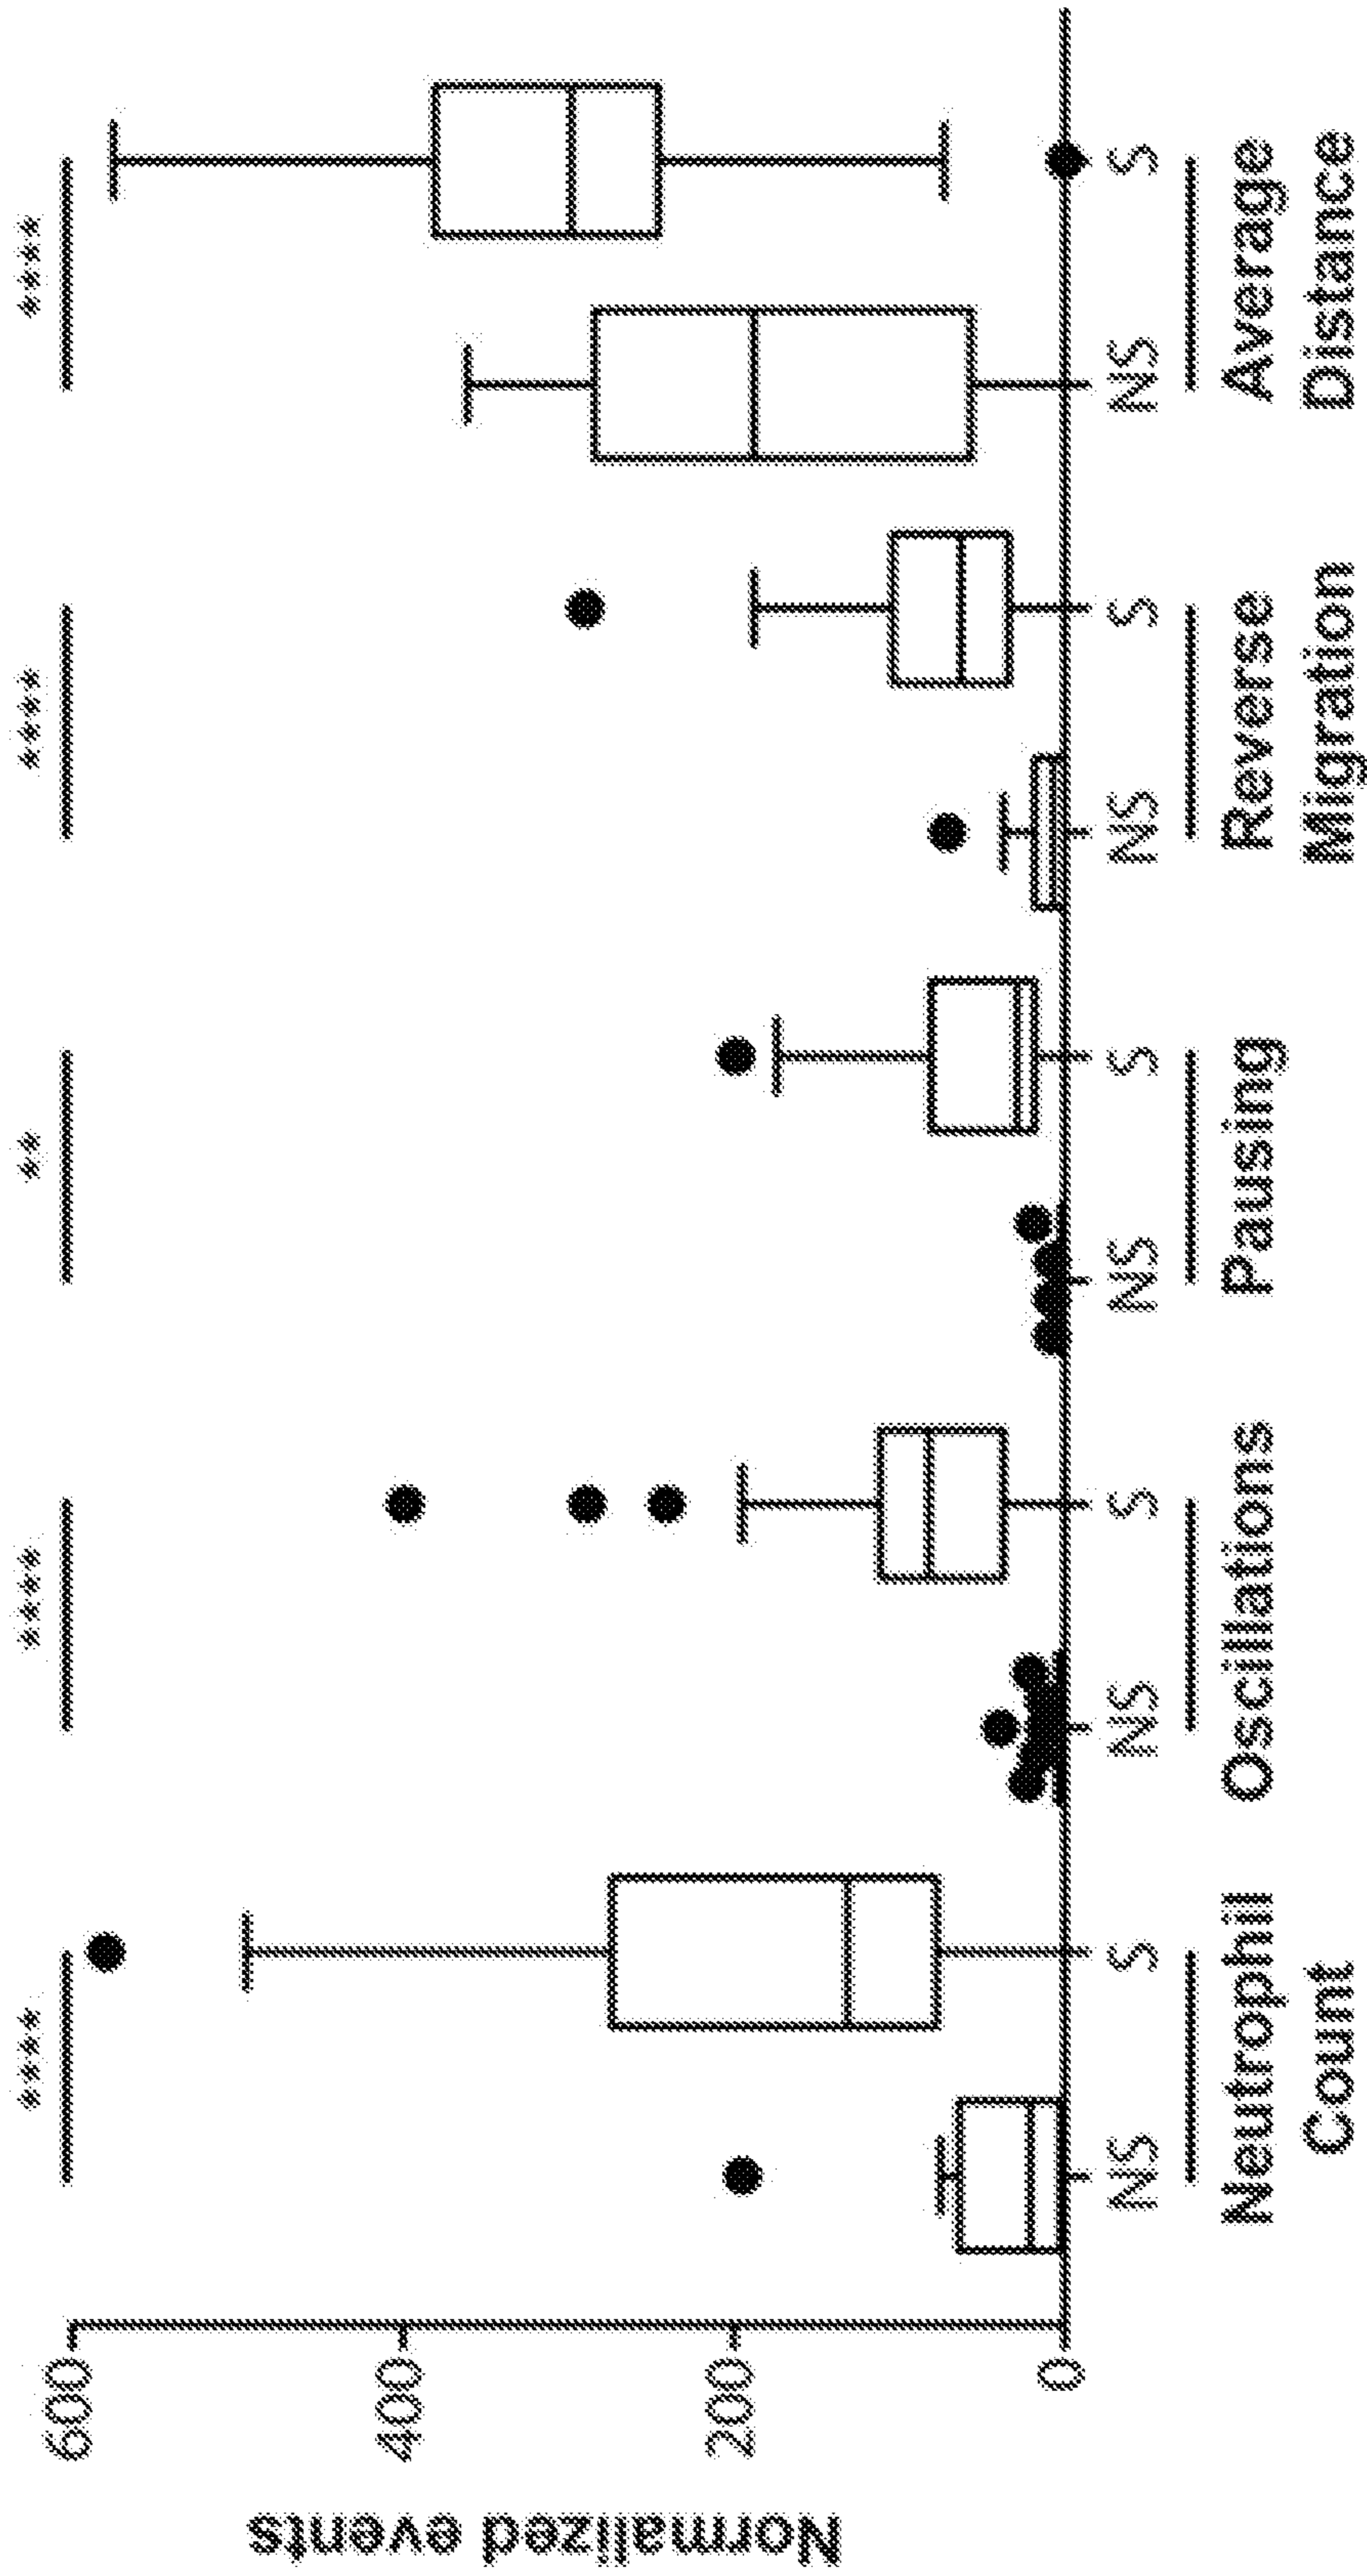 Normalized events
600
400
200
0
****
****
**
****
****
NS S NS S NS S NS S NS S
Neutrophil
Count
Oscillations
Pausing
Reverse
Migration
Average
Distance